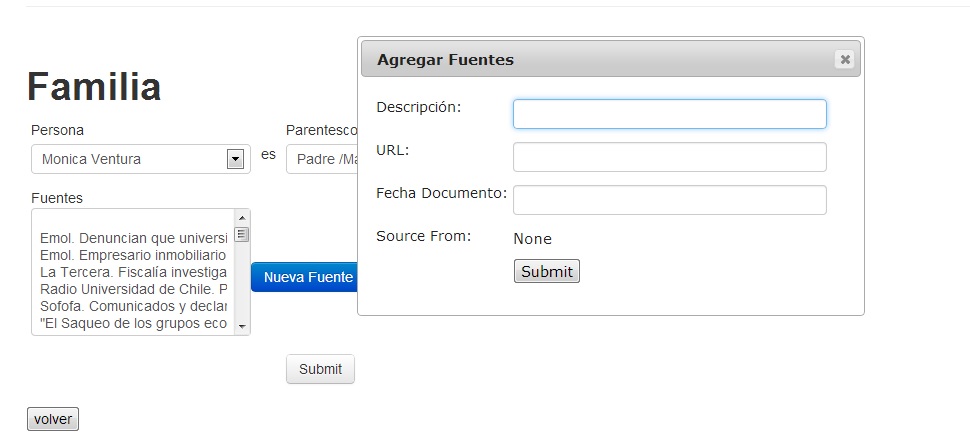 Familia
Persona
Monica Ventura
es
Parentesco
Padre /Ma
Fuentes
Emol. Denuncian que universi
Emol. Empresario inmobiliario
La Tercera. Fiscalía investiga
Radio Universidad de Chile. P
Sofofa. Comunicados y declar
"El Saqueo de los grupos eco
Nueva Fuente
Submit
volver
Agregar Fuentes
Descripción:
URL:
Fecha Documento:
Source From:
None
Submit